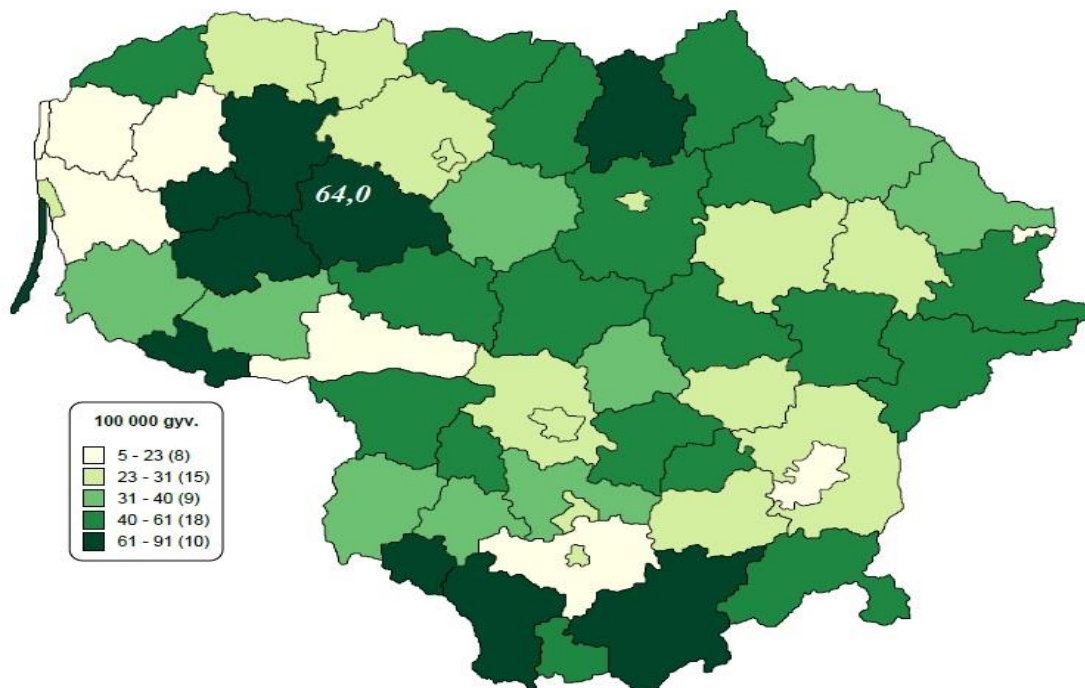 64,0
100 000 gyv.
5 - 23 (8)
23 - 31 (15)
31 - 40 (9)
40 - 61 (18)
61 - 91 (10)